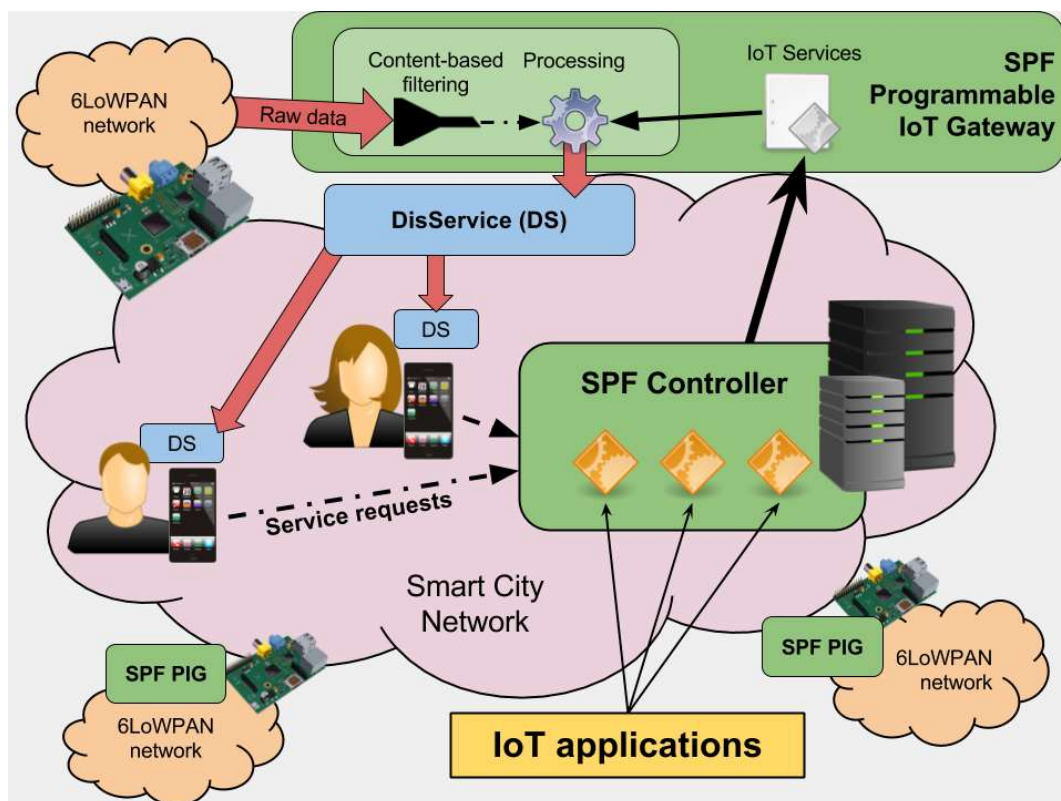 6LoWPAN
network
Raw data
Content-based
filtering
Processing
IoT Services
SPF
Programmable
IoT Gateway
DisService (DS)
DS
DS
SPF Controller
Service requests
Smart City
Network
SPF PIG
6LoWPAN
network
SPF PIG
6LoWPAN
network
IoT applications